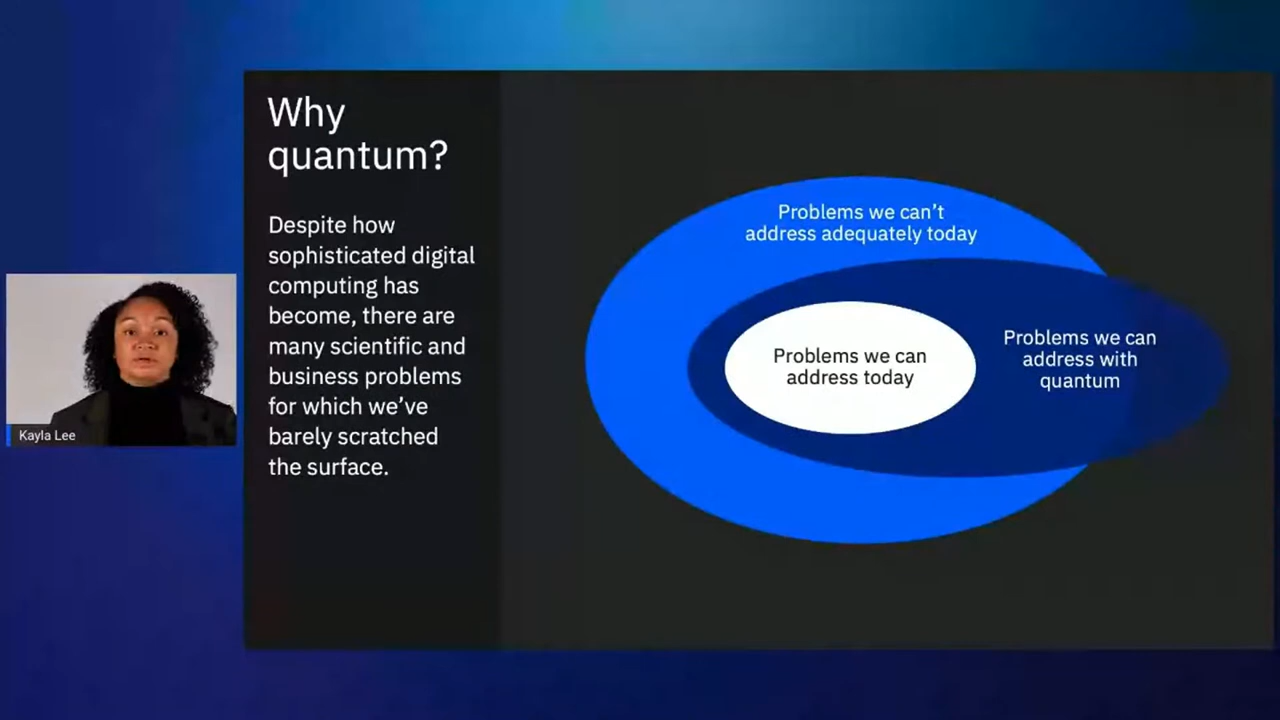 Why
quantum?
Despite how
sophisticated digital
computing has
become, there are
many scientific and
business problems
for which we've
barely scratched
the surface.
Problems we can't
address adequately today
Problems we can
address today
Problems we can
address with
quantum
Kayla Lee